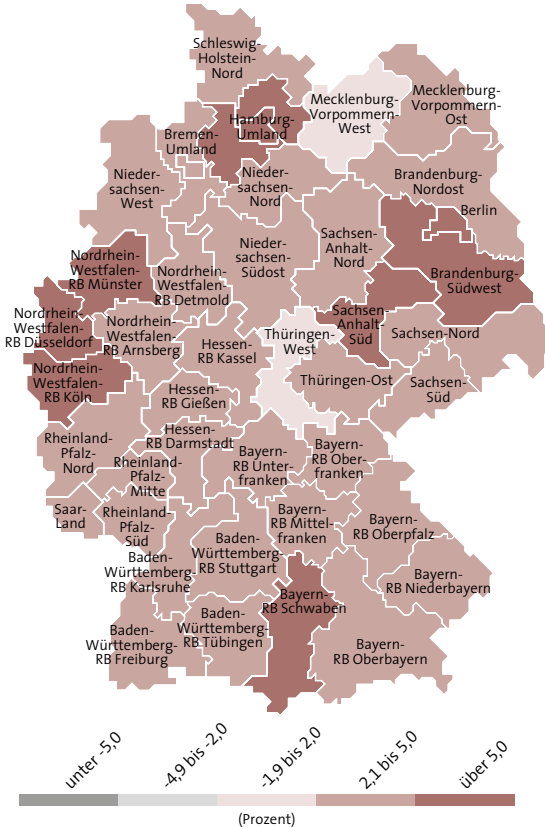 Schleswig-
Holstein-
Nord
Mecklenburg-
Vorpommern-
West
Mecklenburg-
Vorpommern-
Ost
Hamburg-
Umland
Bremen-
Umland
Nieder-
sachsen-
West
Nieder-
sachsen-
Nord
Brandenburg-
Nordost
Berlin
Nieder-
sachsen-
Südost
Sachsen-
Anhalt-
Nord
Nordrhein-
Westfalen-
RB Münster
Nordrhein-
Westfalen-
RB Detmold
Brandenburg-
Südwest
Nordrhein-
Westfalen-
RB Düsseldorf
Nordrhein-
Westfalen-
RB Arnsberg
Hessen-
RB Kassel
Thüringen-
West
Sachsen-
Anhalt-
Süd
Sachsen-Nord
Nordrhein-
Westfalen-
RB Köln
Hessen-
RB Gießen
Thüringen-Ost
Sachsen-
Süd
Rheinland-
Pfalz-
Nord
Hessen-
RB Darmstadt
Rheinland-
Pfalz-
Mitte
Bayern-
RB Unter-
franken
Bayern-
RB Ober-
franken
Saar-
Land
Rheinland-
Pfalz-
Süd
Bayern-
RB Mittel-
franken
Bayern-
RB Oberpfalz
Baden-
Württemberg-
RB Karlsruhe
Baden-
Württemberg-
RB Stuttgart
Bayern-
RB Niederbayern
Bayern-
RB Schwaben
Baden-
Württemberg-
RB Freiburg
Baden-
Württemberg-
RB Tübingen
Bayern-
RB Oberbayern
unter -5,0
-4,9 bis -2,0
-1,9 bis 2,0
2,1 bis 5,0
über 5,0
(Prozent)